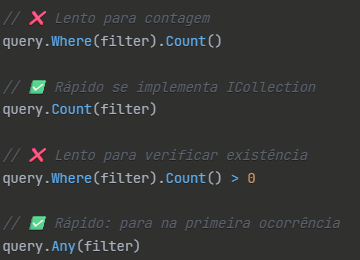 // ❌ Lento para contagem
query.Where(filter).Count()
// ✅ Rápido se implementa ICollection
query.Count(filter)
// ❌ Lento para verificar existência
query.Where(filter).Count() > 0
// ✅ Rápido: para na primeira ocorrência
query.Any(filter)